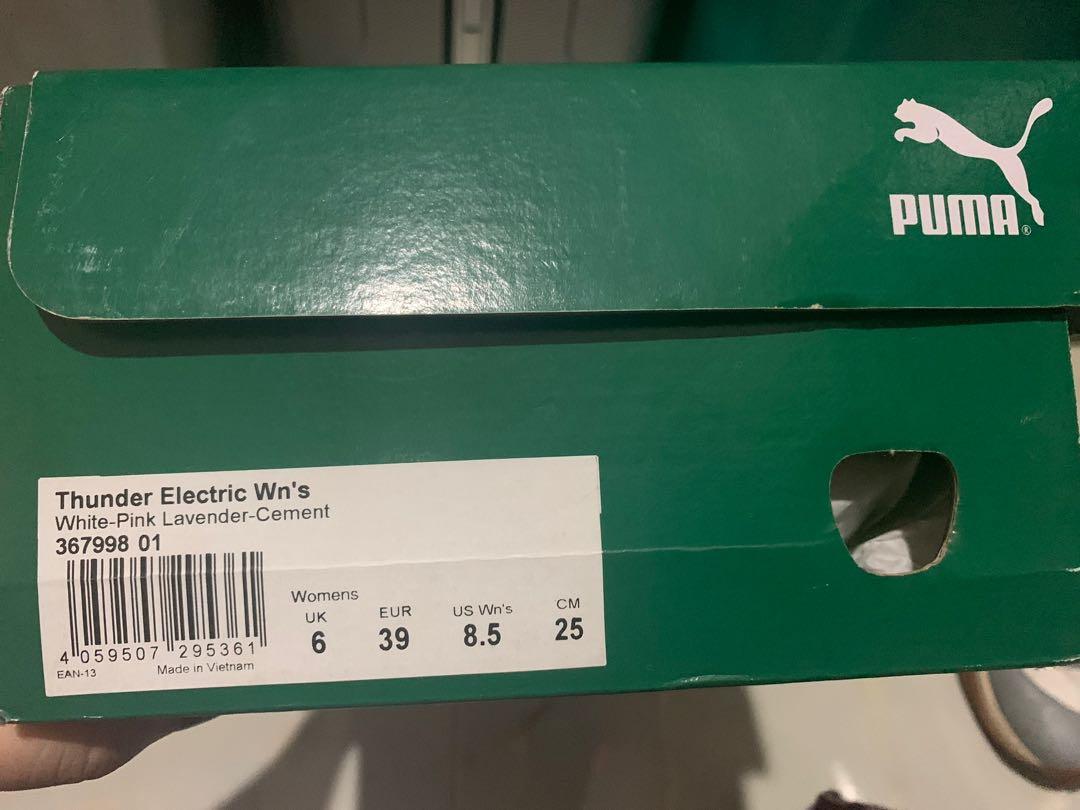 PUMA®
Thunder Electric Wn's
White-Pink Lavender-Cement
367998 01
Womens
UK EUR US Wn's CM
6 39 8.5 25
4 059507 295361
EAN-13 Made in Vietnam